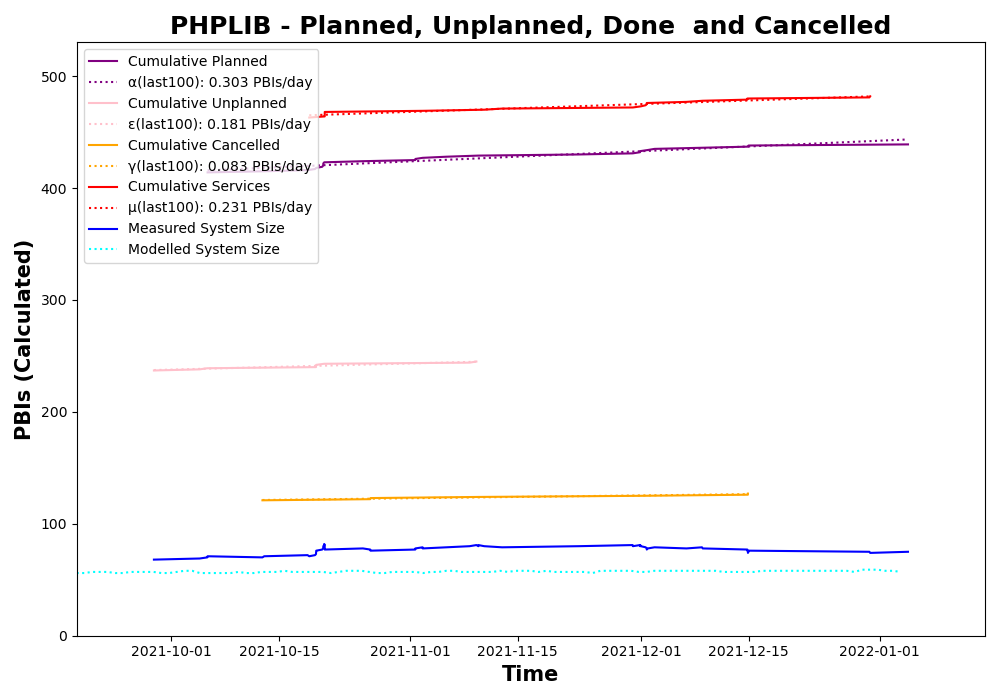 PHPLIB - Planned, Unplanned, Done  and Cancelled
PBIs (Calculated)
500
400
300
200
100
0
Cumulative Planned
α(last100): 0.303 PBIs/day
Cumulative Unplanned
ε(last100): 0.181 PBIs/day
Cumulative Cancelled
γ(last100): 0.083 PBIs/day
Cumulative Services
μ(last100): 0.231 PBIs/day
Measured System Size
Modelled System Size
2021-10-01 2021-10-15 2021-11-01 2021-11-15 2021-12-01 2021-12-15 2022-01-01
Time